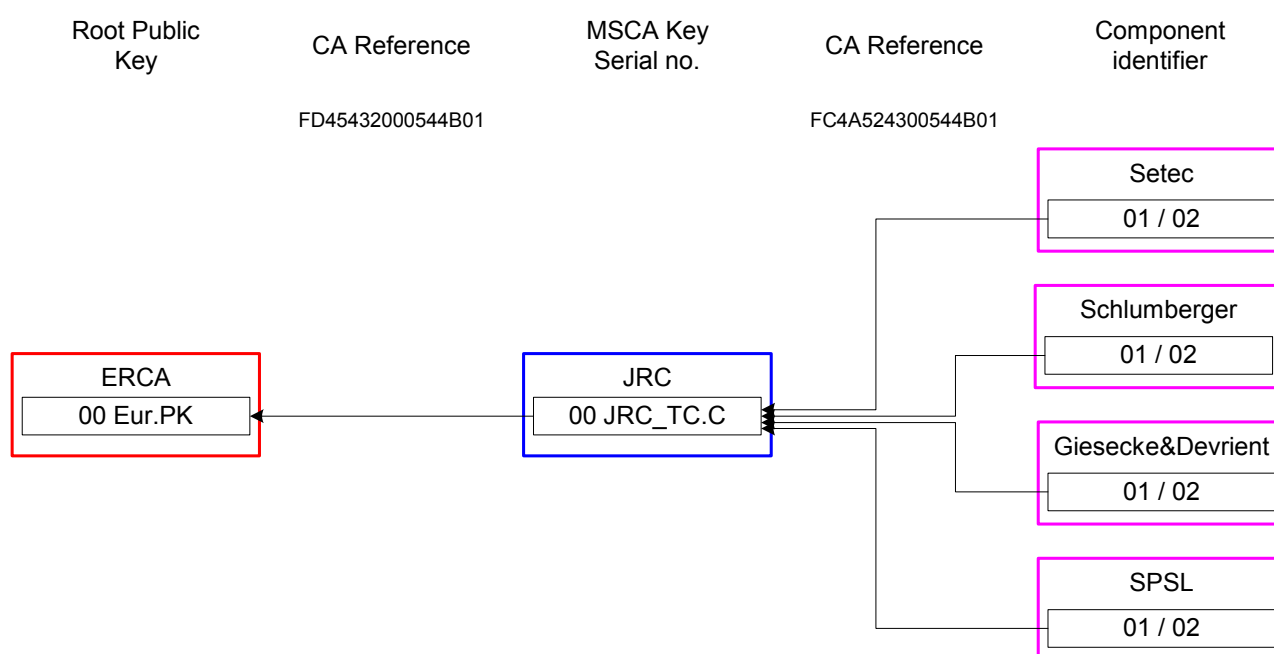 Root Public
Key
CA Reference
MSCA Key
Serial no.
CA Reference
Component
identifier
FD45432000544B01
FC4A524300544B01
Setec
01 / 02
Schlumberger
01 / 02
ERCA
00 Eur.PK
JRC
00 JRC_TC.C
Giesecke&Devrient
01 / 02
SPSL
01 / 02